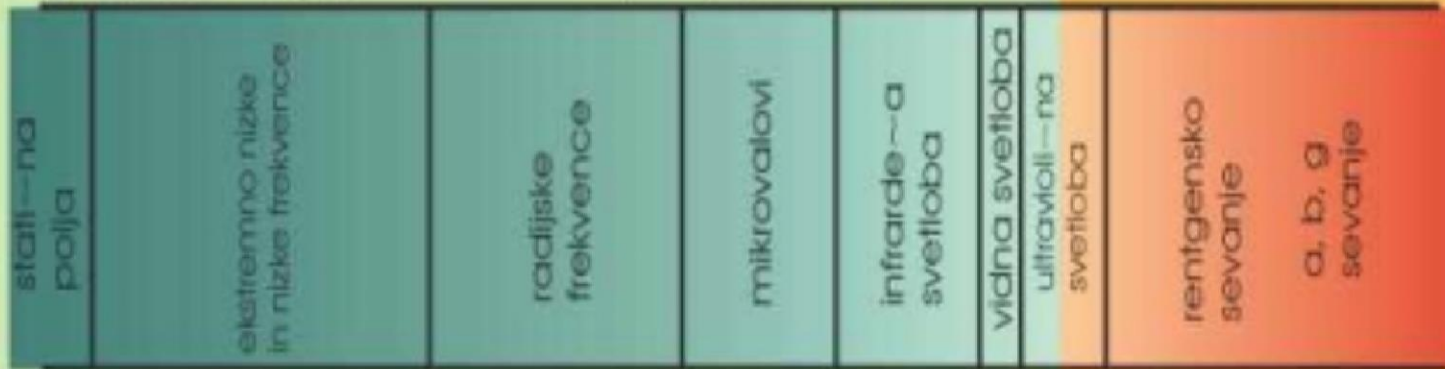 stati~na
polja
ekstremno nizke
in nizke frekvence
radijske
frekvence
mikrovalovi
infrarde~a
svetloba
vidna svetloba
ultravioli~na
svetloba
rentgensko
sevanje
a, b, g
sevanje